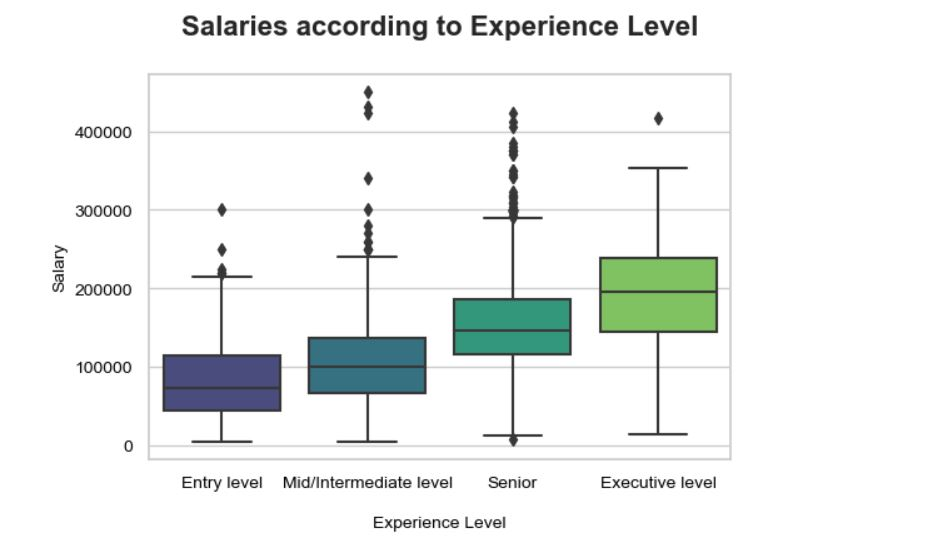 Salaries according to Experience Level
400000
300000
200000
100000
0
Salary
Entry level Mid/Intermediate level Senior Executive level
Experience Level